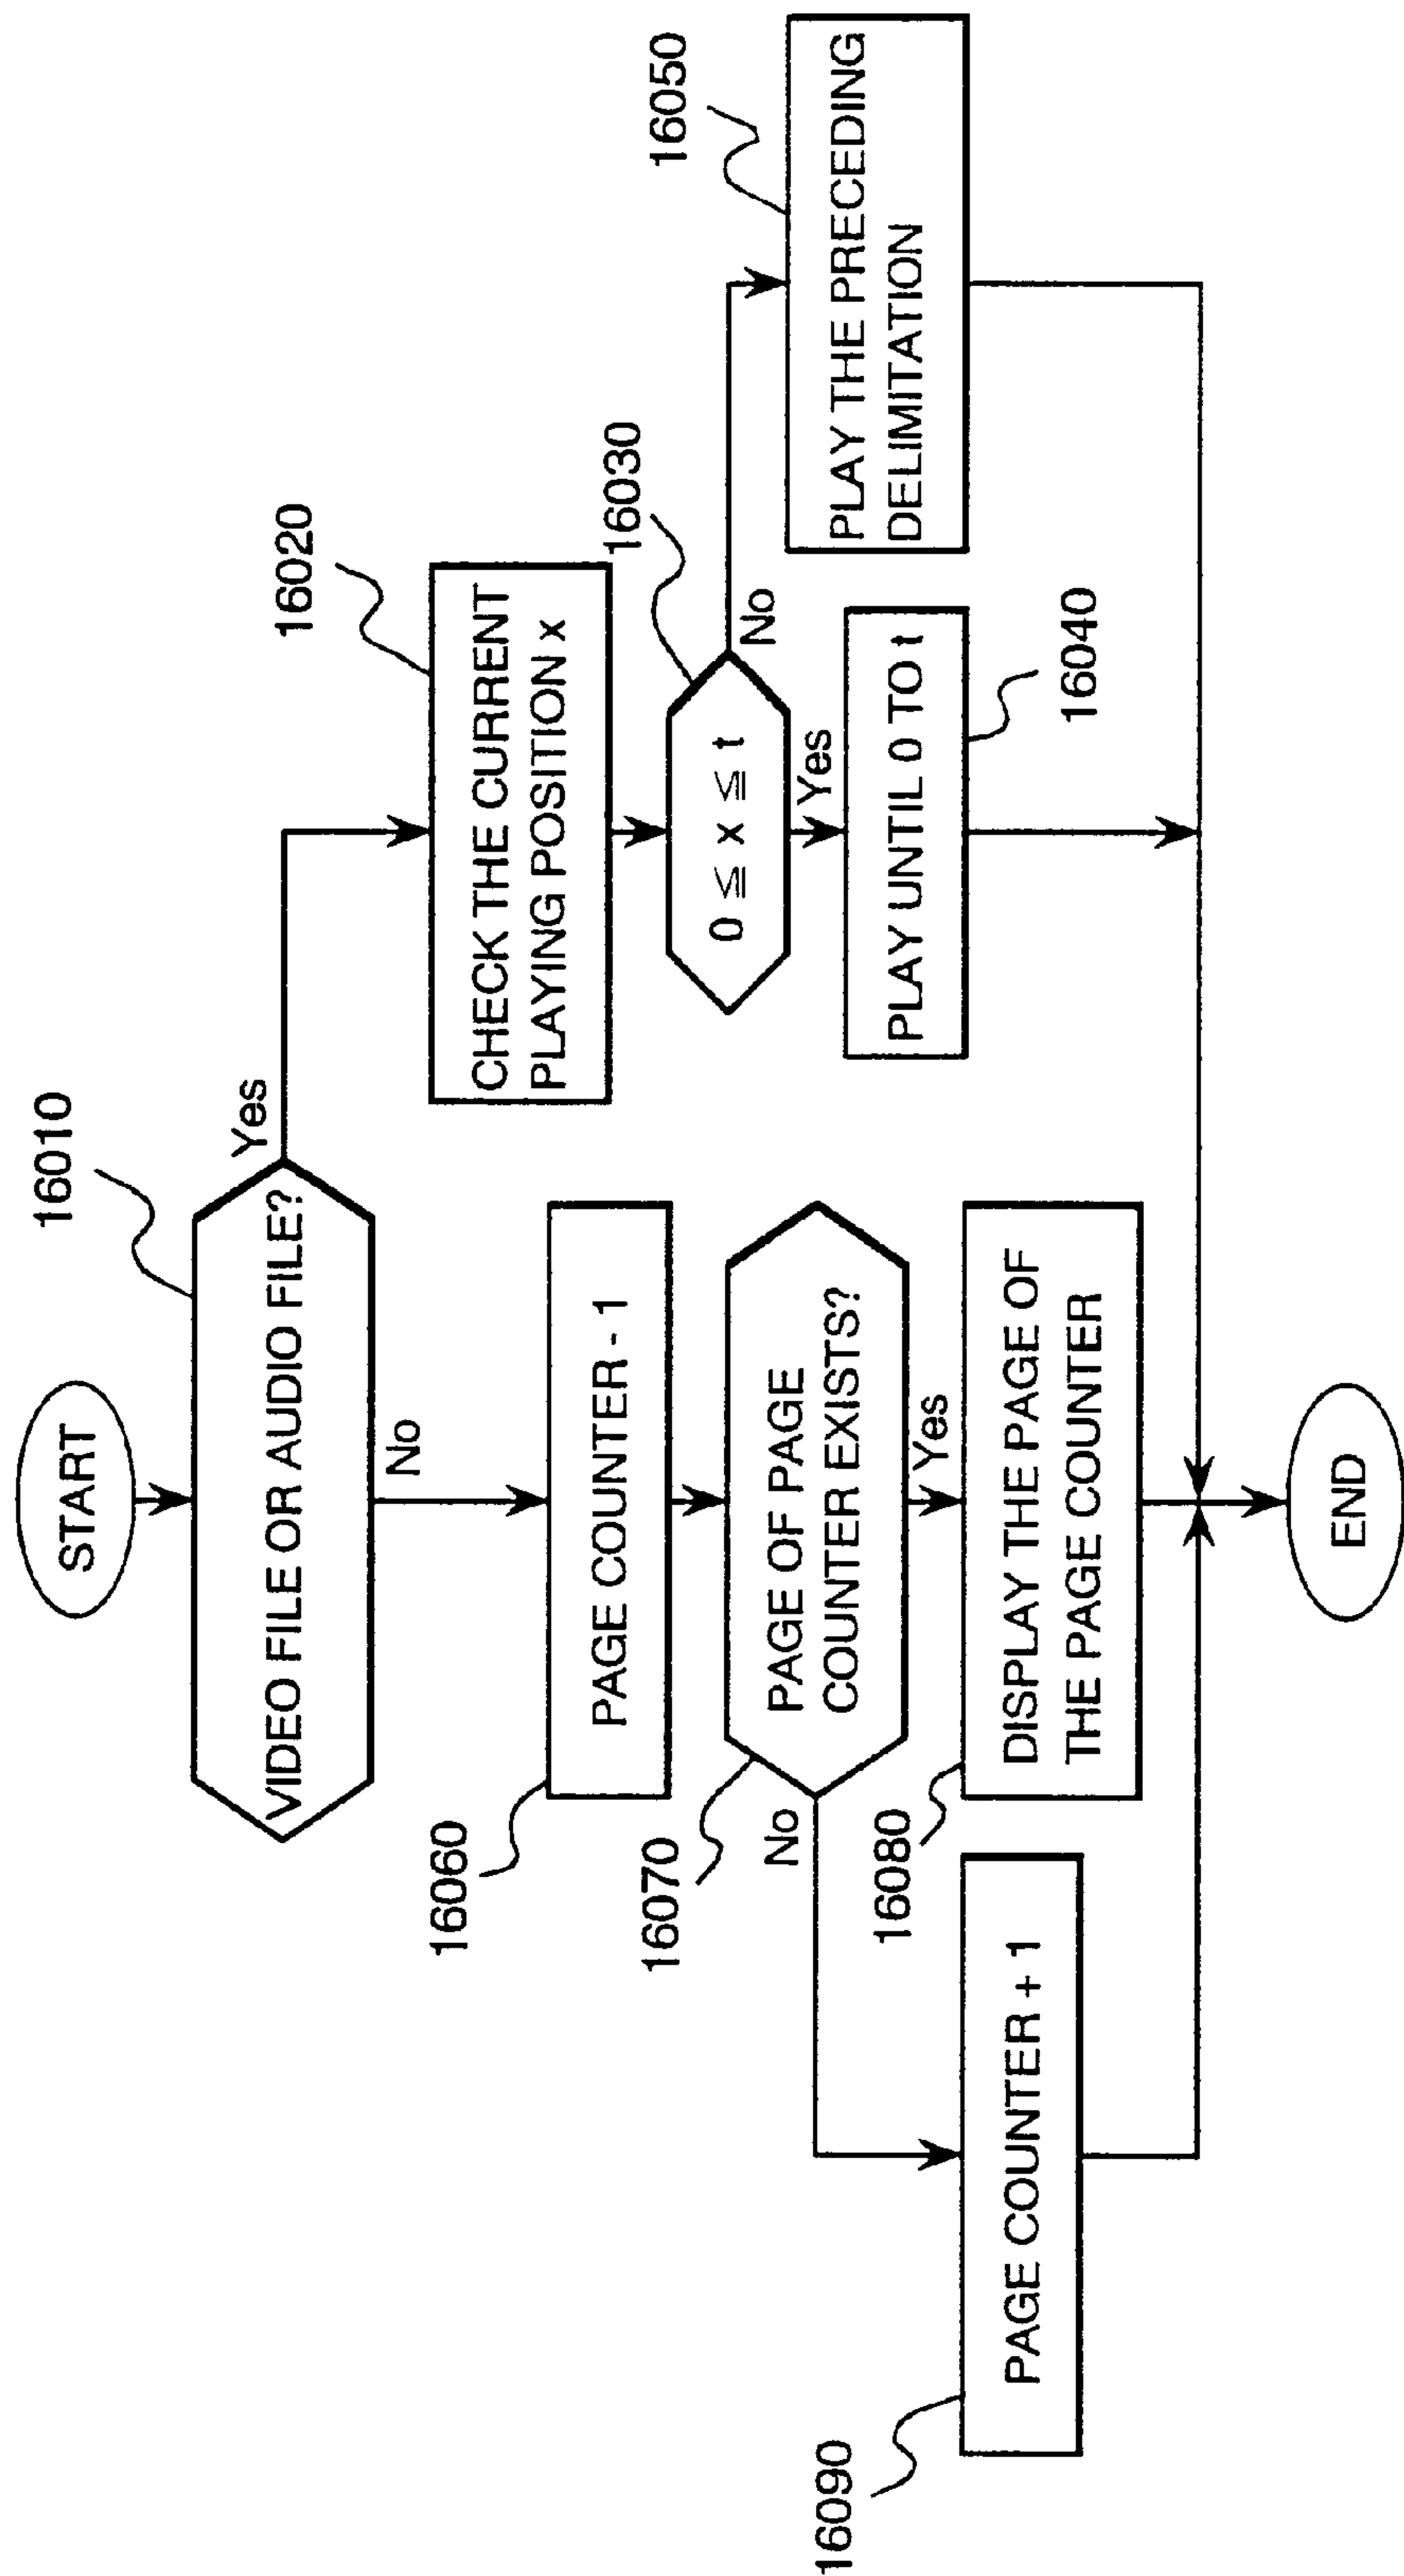 START
16010
VIDEO FILE OR AUDIO FILE?
Yes
No
16020
CHECK THE CURRENT
PLAYING POSITION x
16030
0 ≦ x ≦ t
No
Yes
16050
PLAY THE PRECEDING
DELIMITATION
PLAY UNTIL 0 TO t
16040
16060
PAGE COUNTER - 1
16070
PAGE OF PAGE
COUNTER EXISTS?
No
Yes
16080
DISPLAY THE PAGE OF
THE PAGE COUNTER
16090
PAGE COUNTER + 1
END